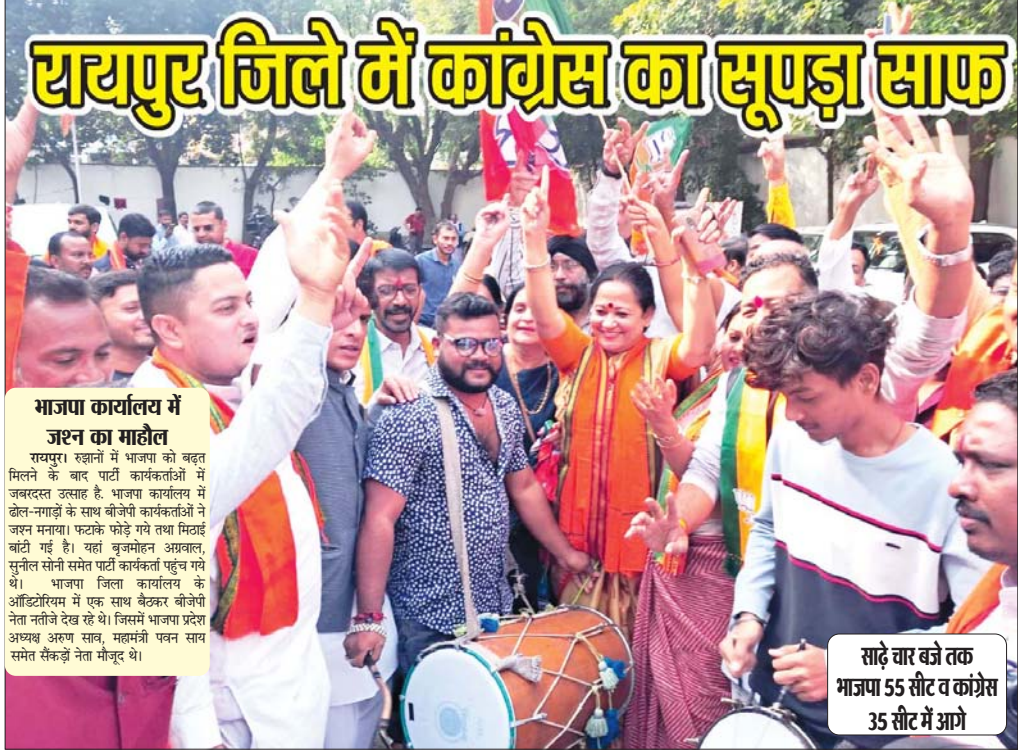 रायपुर जिले में कांग्रेस का सूपड़ा साफ
भाजपा कार्यालय में
जश्न का माहौल
रायपुर। रुझानों में भाजपा को बढ़त
मिलने के बाद पार्टी कार्यकर्ताओं में
जबरदस्त उत्साह है. भाजपा कार्यालय में
ढोल-नगाड़ों के साथ बीजेपी कार्यकर्ताओं ने
जश्न मनाया। फटाके फोड़े गये तथा मिठाई
बांटी गई है। यहां बृजमोहन अग्रवाल,
सुनील सोनी समेत पार्टी कार्यकर्ता पहुंच गये
थे। भाजपा जिला कार्यालय के
ऑडिटोरियम में एक साथ बैठकर बीजेपी
नेता नतीजे देख रहे थे। जिसमें भाजपा प्रदेश
अध्यक्ष अरुण साव, महामंत्री पवन साय
समेत सैंकड़ों नेता मौजूद थे।
साढ़े चार बजे तक
भाजपा 55 सीट व कांग्रेस
35 सीट में आगे